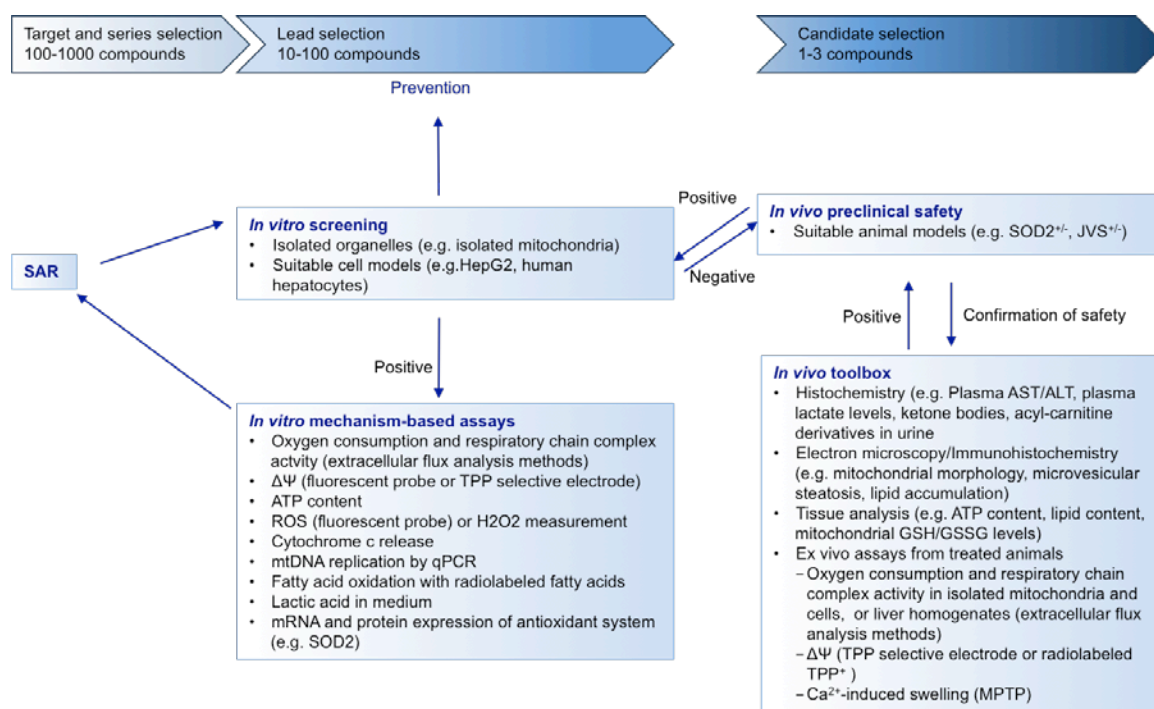 Target and series selection
100-1000 compounds
Lead selection
10-100 compounds
Candidate selection
1-3 compounds
Prevention
SAR
In vitro screening
• Isolated organelles (e.g. isolated mitochondria)
• Suitable cell models (e.g.HepG2, human
hepatocytes)
Positive
Negative
In vivo preclinical safety
• Suitable animal models (e.g. SOD2+/-, JVS+/-)
Positive
Positive
Confirmation of safety
In vitro mechanism-based assays
• Oxygen consumption and respiratory chain complex
actvity (extracellular flux analysis methods)
• ΔΨ (fluorescent probe or TPP selective electrode)
• ATP content
• ROS (fluorescent probe) or H2O2 measurement
• Cytochrome c release
• mtDNA replication by qPCR
• Fatty acid oxidation with radiolabeled fatty acids
• Lactic acid in medium
• mRNA and protein expression of antioxidant system
(e.g. SOD2)
In vivo toolbox
• Histochemistry (e.g. Plasma AST/ALT, plasma
lactate levels, ketone bodies, acyl-carnitine
derivatives in urine
• Electron microscopy/Immunohistochemistry
(e.g. mitochondrial morphology, microvesicular
steatosis, lipid accumulation)
• Tissue analysis (e.g. ATP content, lipid content,
mitochondrial GSH/GSSG levels)
• Ex vivo assays from treated animals
– Oxygen consumption and respiratory chain
complex activity in isolated mitochondria and
cells, or liver homogenates (extracellular flux
analysis methods)
– ΔΨ (TPP selective electrode or radiolabeled
TPP+ )
– Ca2+-induced swelling (MPTP)